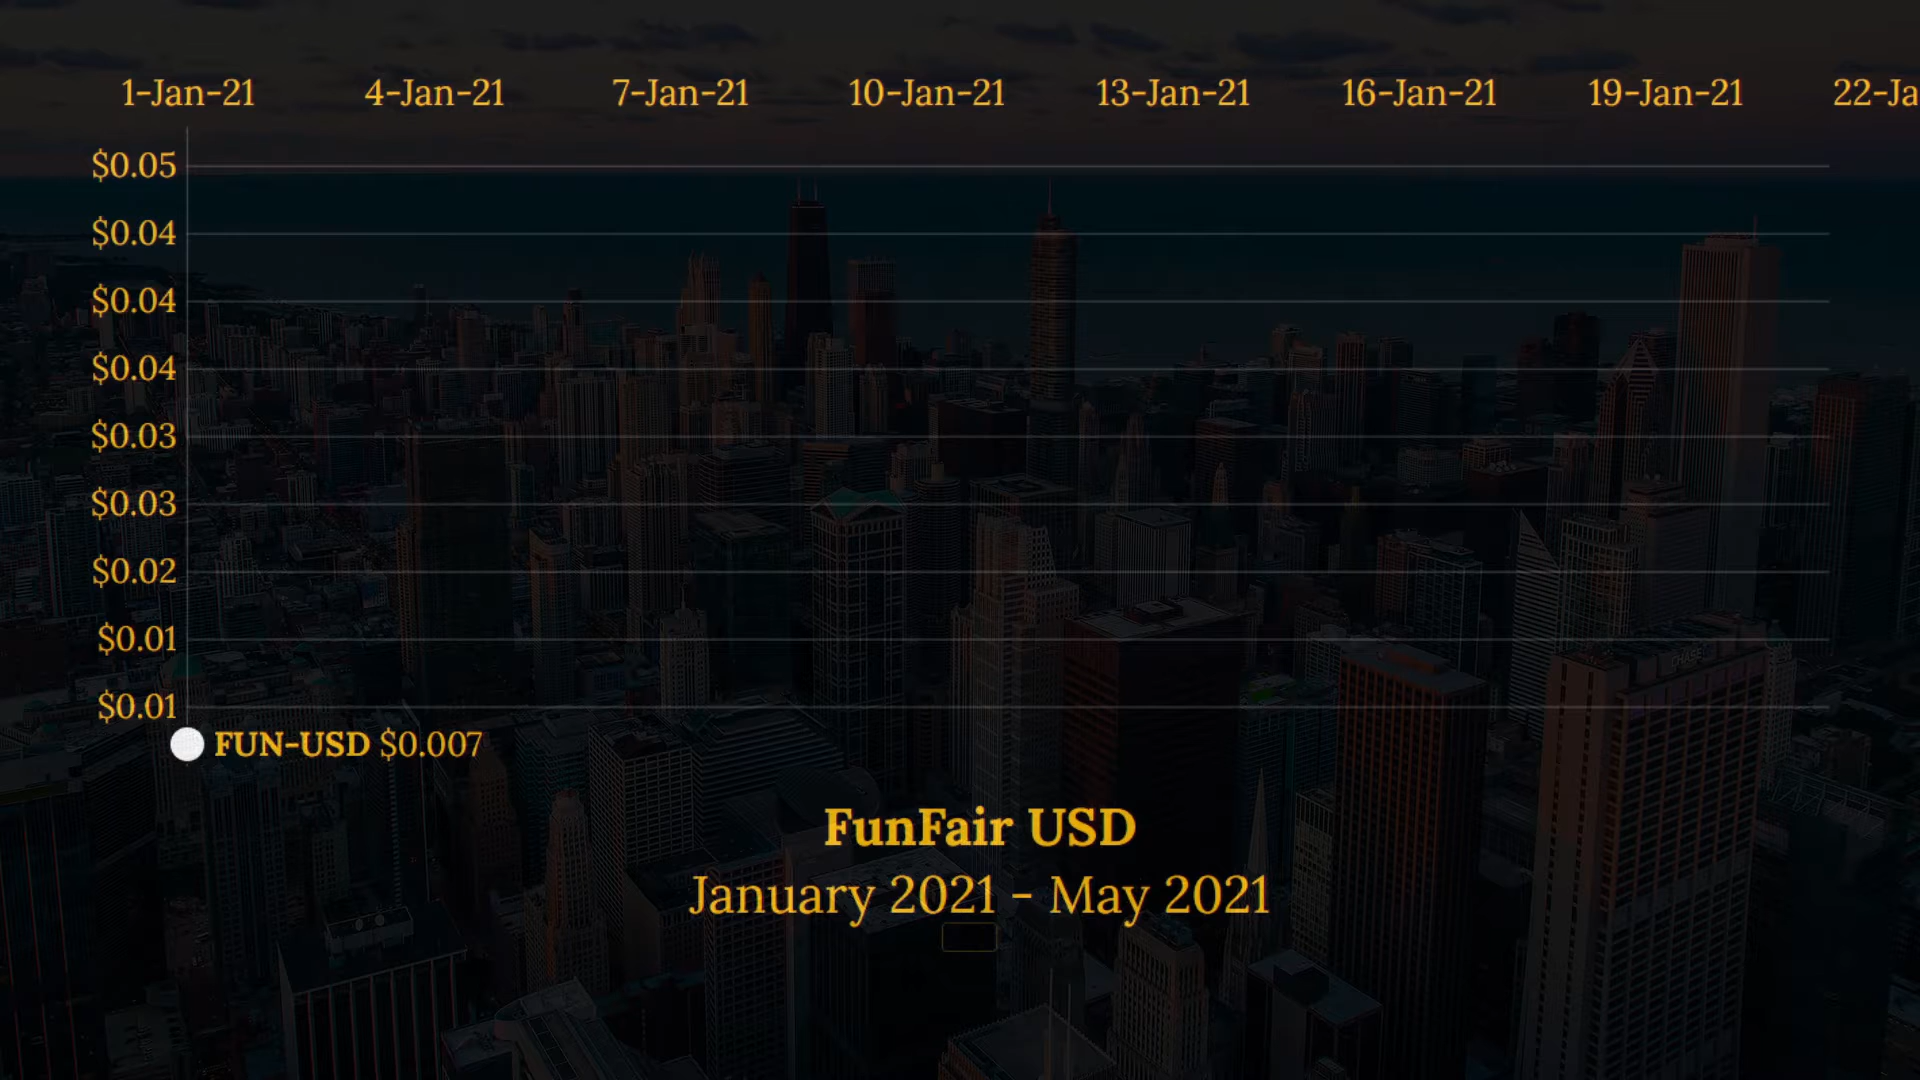 1-Jan-21 4-Jan-21 7-Jan-21 10-Jan-21 13-Jan-21 16-Jan-21 19-Jan-21 22-Ja
$0.05
$0.04
$0.04
$0.04
$0.03
$0.03
$0.02
$0.01
$0.01
FUN-USD $0.007
FunFair USD
January 2021 - May 2021